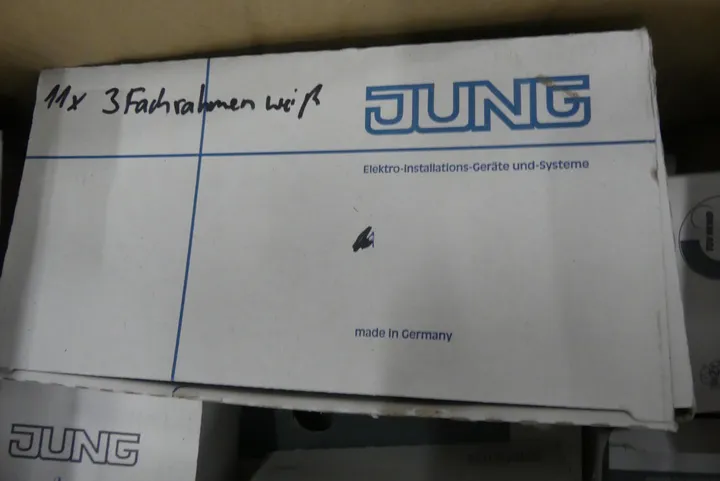 11x 3Fachrahmen weiß
JUNG
Elektro-Installations-Geräte und-Systeme
made in Germany
JUNG